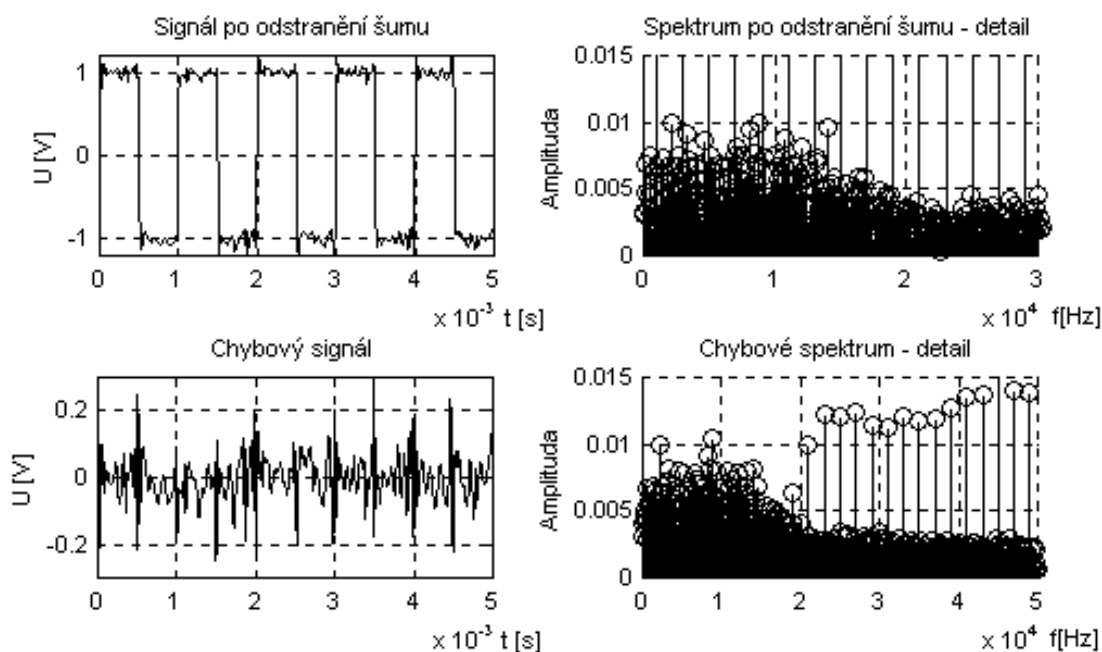 Signál po odstranění šumu
U [V]
1
0
-1
0 1 2 3 4 5
x 10⁻³ t [s]
Spektrum po odstranění šumu - detail
Amplituda
0.015
0.01
0.005
0
0 1 2 3
x 10⁴ f[Hz]
Chybový signál
U [V]
0.2
0
-0.2
0 1 2 3 4 5
x 10⁻³ t [s]
Chybové spektrum - detail
Amplituda
0.015
0.01
0.005
0
0 1 2 3 4 5
x 10⁴ f[Hz]